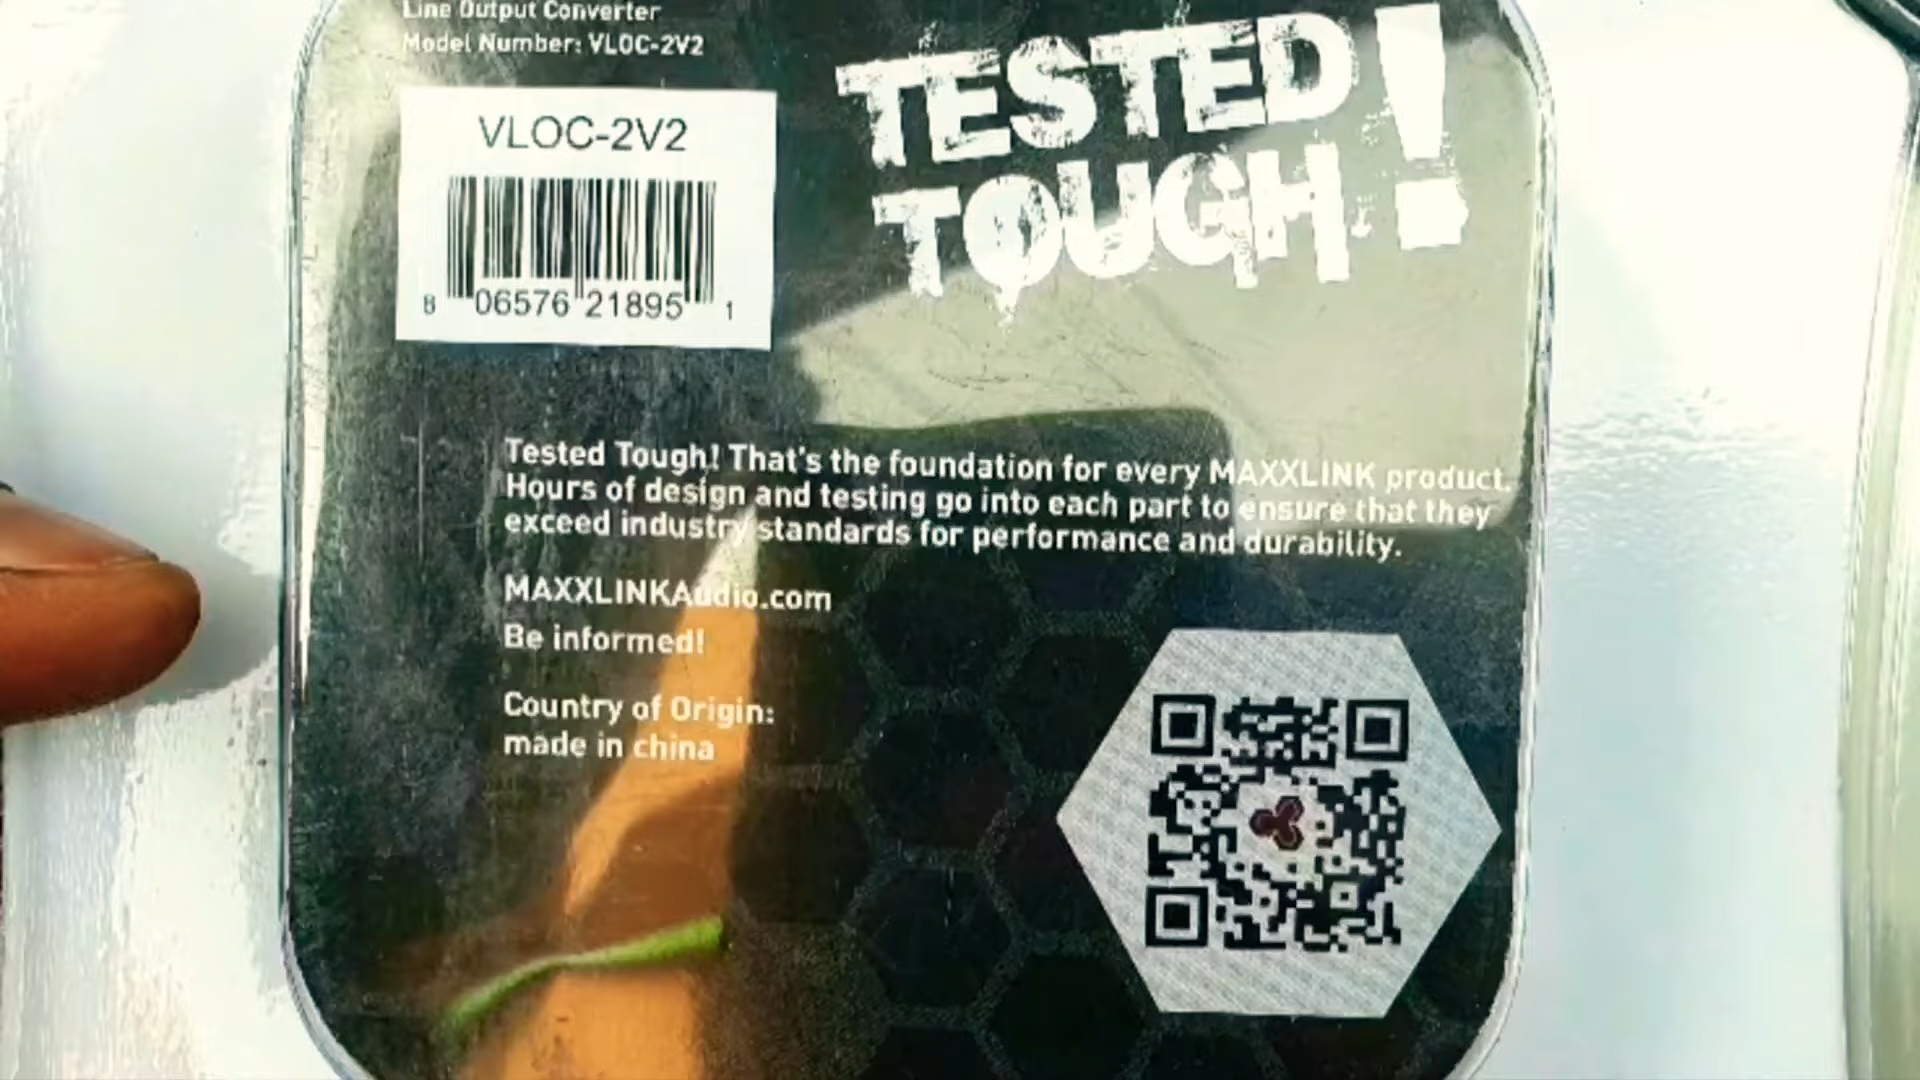 Line Output Converter
Model Number: VLOC-2V2
VLOC-2V2
8 06576 21895 1
TESTED
TOUGH!
Tested Tough! That's the foundation for every MAXXLINK product.
Hours of design and testing go into each part to ensure that they
exceed industry standards for performance and durability.
MAXXLINKAudio.com
Be informed!
Country of Origin:
made in china